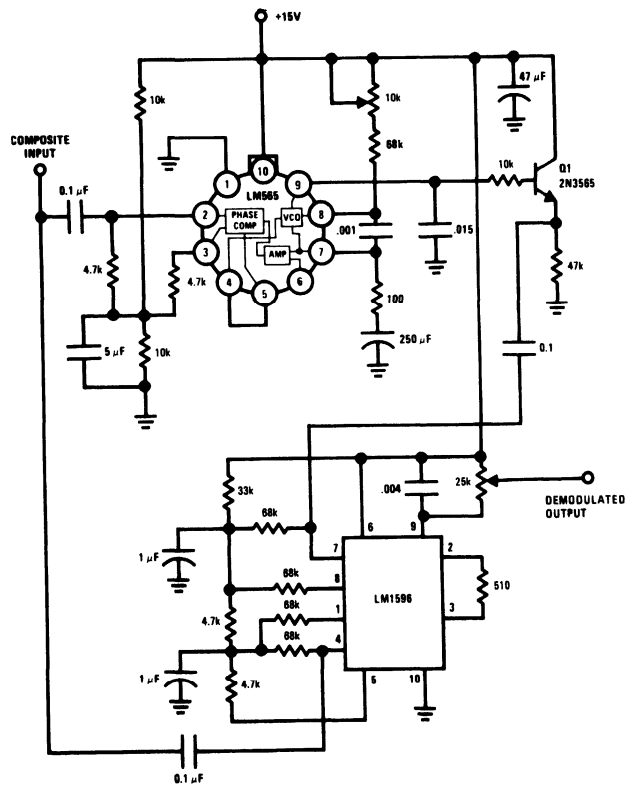 +15V
10k
COMPOSITE
INPUT
0.1 µF
4.7k
5 µF
10k
4.7k
10
LM565
1
9
2
8
3
7
4
5
6
PHASE
COMP
VCO
AMP
10k
68k
.001
100
250 µF
.015
10k
47 µF
Q1
2N3565
47k
0.1
33k
68k
1 µF
68k
68k
68k
4.7k
1 µF
4.7k
0.1 µF
6
9
7
8
1
4
5
10
2
3
LM1596
.004
25k
510
DEMODULATED
OUTPUT